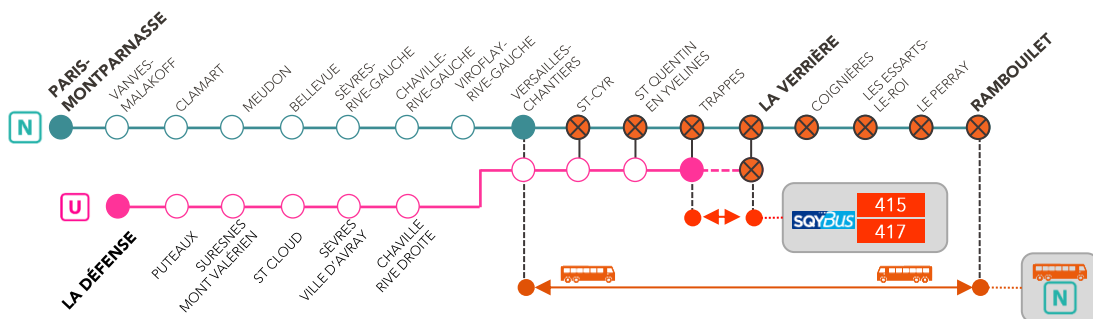 PARIS-
MONTPARNASSE
VANVES-
MALAKOFF
CLAMART
MEUDON
BELLEVUE
SÈVRES-
RIVE-GAUCHE
CHAVILLE-
RIVE-GAUCHE
VIROFLAY-
RIVE-GAUCHE
VERSAILLES-
CHANTIERS
ST-CYR
ST QUENTIN
EN YVELINES
TRAPPES
LA VERRIÈRE
COIGNIÈRES
LES ESSARTS-
LE-ROI
LE PERRAY
RAMBOUILET
N
U
LA DÉFENSE
PUTEAUX
SURESNES
MONT VALÉRIEN
ST CLOUD
SÈVRES
VILLE D'AVRAY
CHAVILLE
RIVE DROITE
SQYBUS
415
417
N